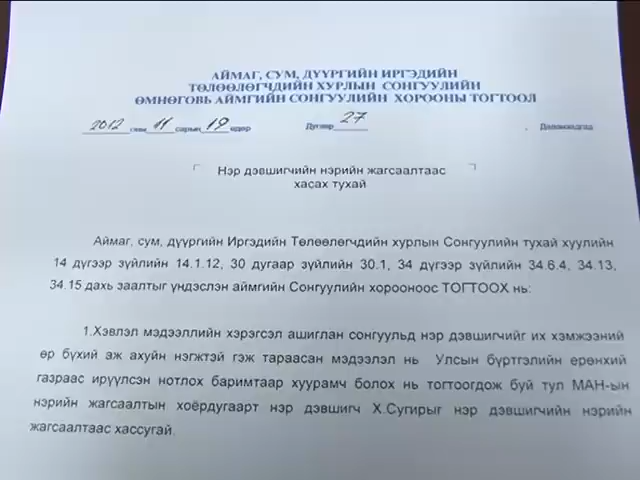 АЙМАГ, СУМ, ДҮҮРГИЙН ИРГЭДИЙН
ТӨЛӨӨЛӨГЧДИЙН ХУРЛЫН СОНГУУЛИЙН
ӨМНӨГОВЬ АЙМГИЙН СОНГУУЛИЙН ХОРООНЫ ТОГТООЛ
2012 оны 11 сарын 19 өдөр Дугаар 27 Даланзадгад
Нэр дэвшигчийн нэрийн жагсаалтаас
хасах тухай
Аймаг, сум, дүүргийн Иргэдийн Төлөөлөгчдийн хурлын Сонгуулийн тухай хуулийн
14 дүгээр зүйлийн 14.1.12, 30 дугаар зүйлийн 30.1, 34 дүгээр зүйлийн 34.6.4, 34.13,
34.15 дахь заалтыг үндэслэн аймгийн Сонгуулийн хорооноос ТОГТООХ нь:
1.Хэвлэл мэдээллийн хэрэгсэл ашиглан сонгуульд нэр дэвшигчийг их хэмжээний
өр бүхий аж ахуйн нэгжтэй гэж тараасан мэдээлэл нь Улсын бүртгэлийн ерөнхий
газраас ирүүлсэн нотлох баримтаар хуурамч болох нь тогтоогдож буй тул МАН-ын
нэрийн жагсаалтын хоёрдугаарт нэр дэвшигч Х.Сугирыг нэр дэвшигчийн нэрийн
жагсаалтаас хассугай.